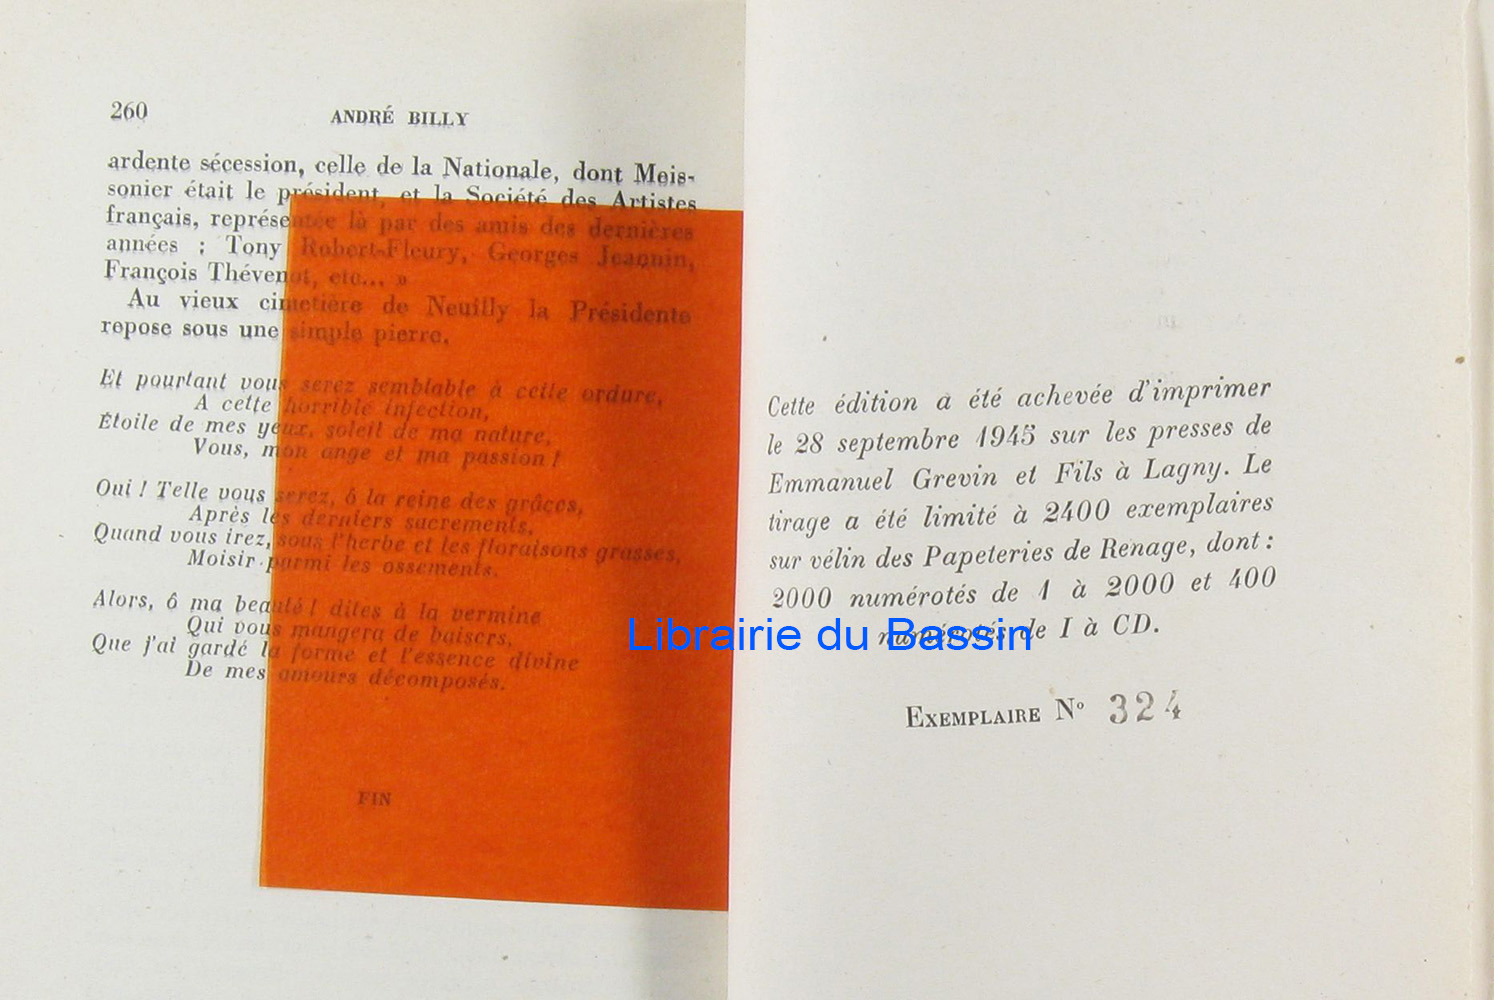 260 ANDRÉ BILLY
ardente sécession, celle de la Nationale, dont Meis-
sonier était le président, et la Société des Artistes
français, représentée là par des amis des dernières
années : Tony Robert-Fleury, Georges Jeaqnin,
François Thévenot, etc... »
Au vieux cimetière de Neuilly la Présidente
repose sous une simple pierre.
Et pourtant vous serez semblable à cette ordure,
A cette horrible infection,
Étoile de mes yeux, soleil de ma nature,
Vous, mon ange et ma passion !
Oui ! Telle vous serez, ô la reine des grâces,
Après les derniers sacrements,
Quand vous irez, sous l'herbe et les floraisons grasses,
Moisir parmi les ossements.
Alors, ô ma beauté ! dites à la vermine
Qui vous mangera de baisers,
Que j'ai gardé la forme et l'essence divine
De mes amours décomposés.
FIN
Cette édition a été achevée d'imprimer
le 28 septembre 1945 sur les presses de
Emmanuel Grevin et Fils à Lagny. Le
tirage a été limité à 2400 exemplaires
sur vélin des Papeteries de Renage, dont :
2000 numérotés de 1 à 2000 et 400
numérotés de I à CD.
Librairie du Bassin
EXEMPLAIRE N° 324